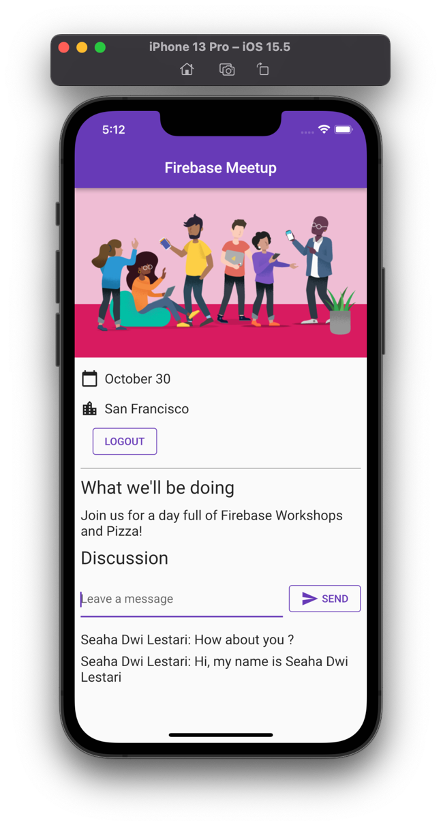 iPhone 13 Pro – iOS 15.5
5:12
Firebase Meetup
October 30
San Francisco
LOGOUT
What we'll be doing
Join us for a day full of Firebase Workshops
and Pizza!
Discussion
Leave a message
SEND
Seaha Dwi Lestari: How about you ?
Seaha Dwi Lestari: Hi, my name is Seaha Dwi
Lestari